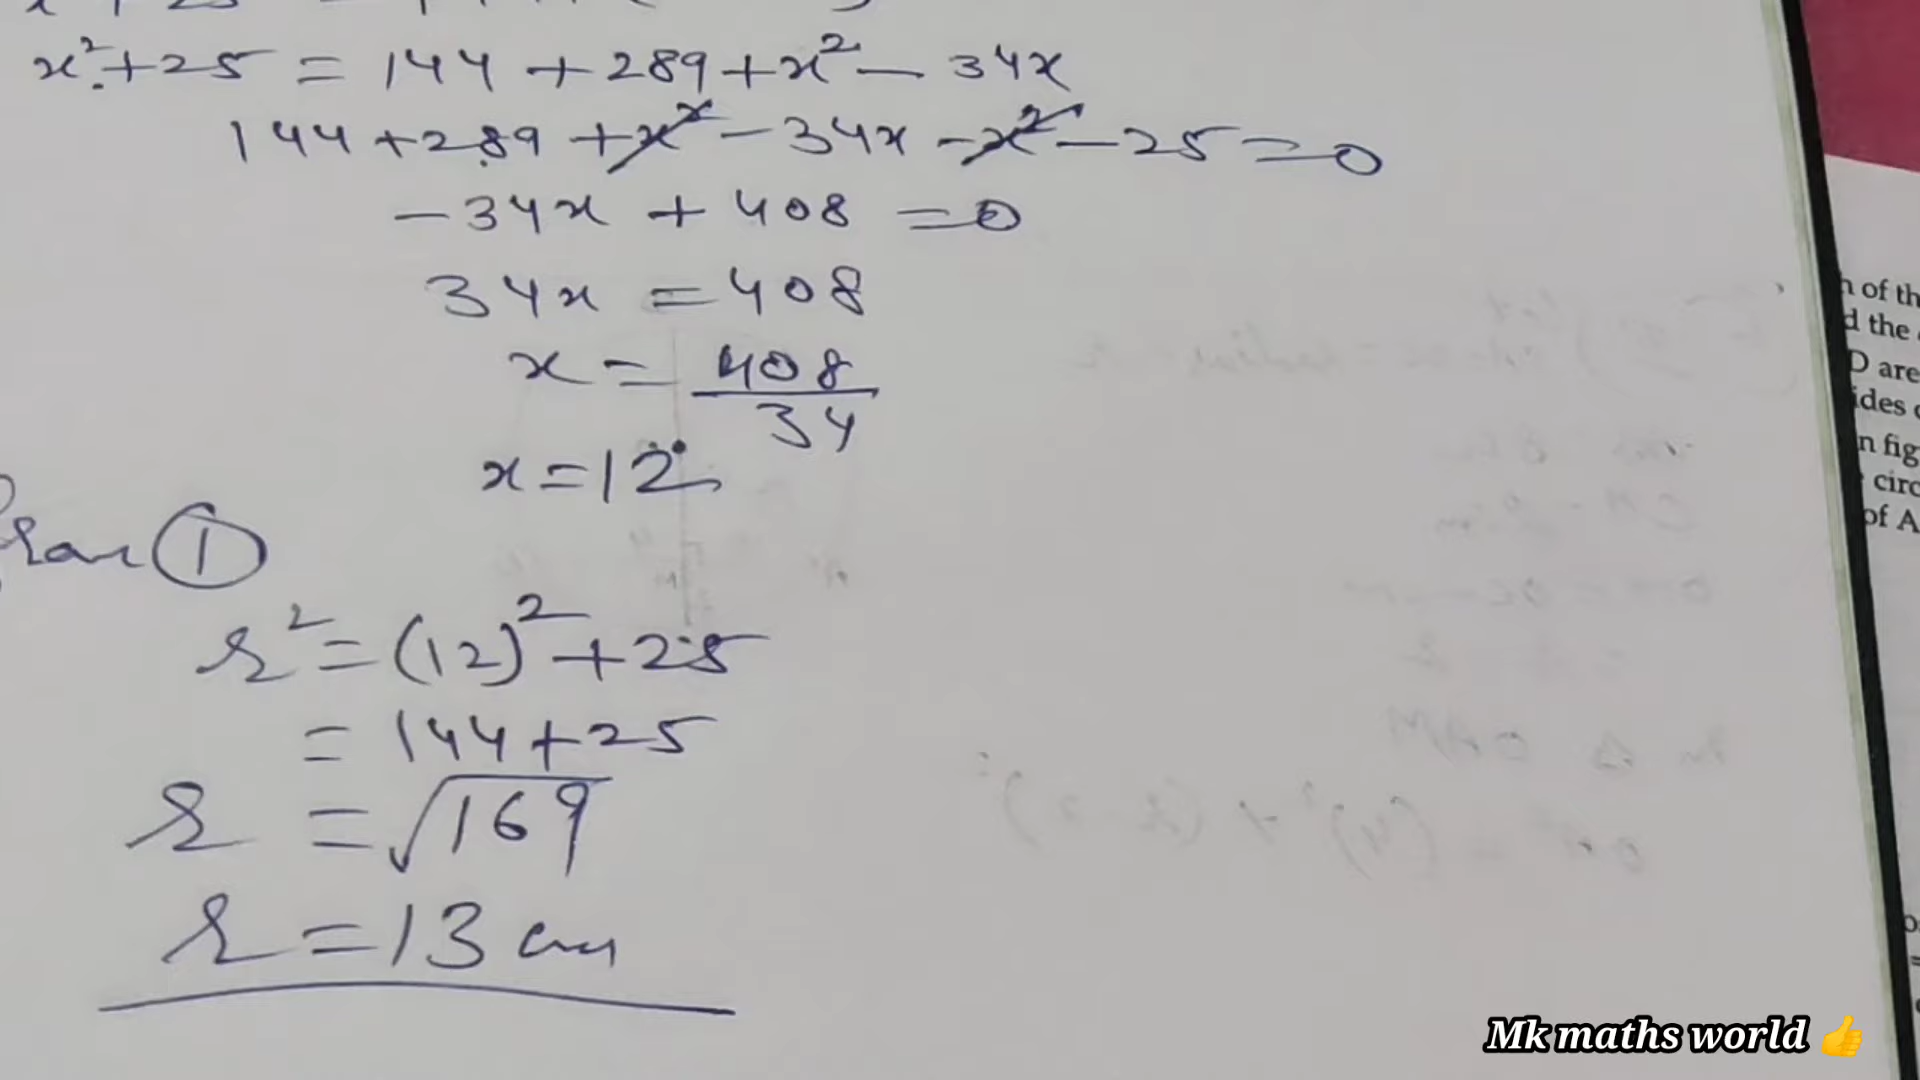 x²+25 = 144 + 289 + x² - 34x
144 + 289 + x² - 34x - x² - 25 = 0
-34x + 408 = 0
34x = 408
x = 408/34
x = 12
①
r² = (12)² + 25
= 144 + 25
r = √169
r = 13 cm
of th
d the
D are
ides
n fig
circ
of A
Mk maths world 👍